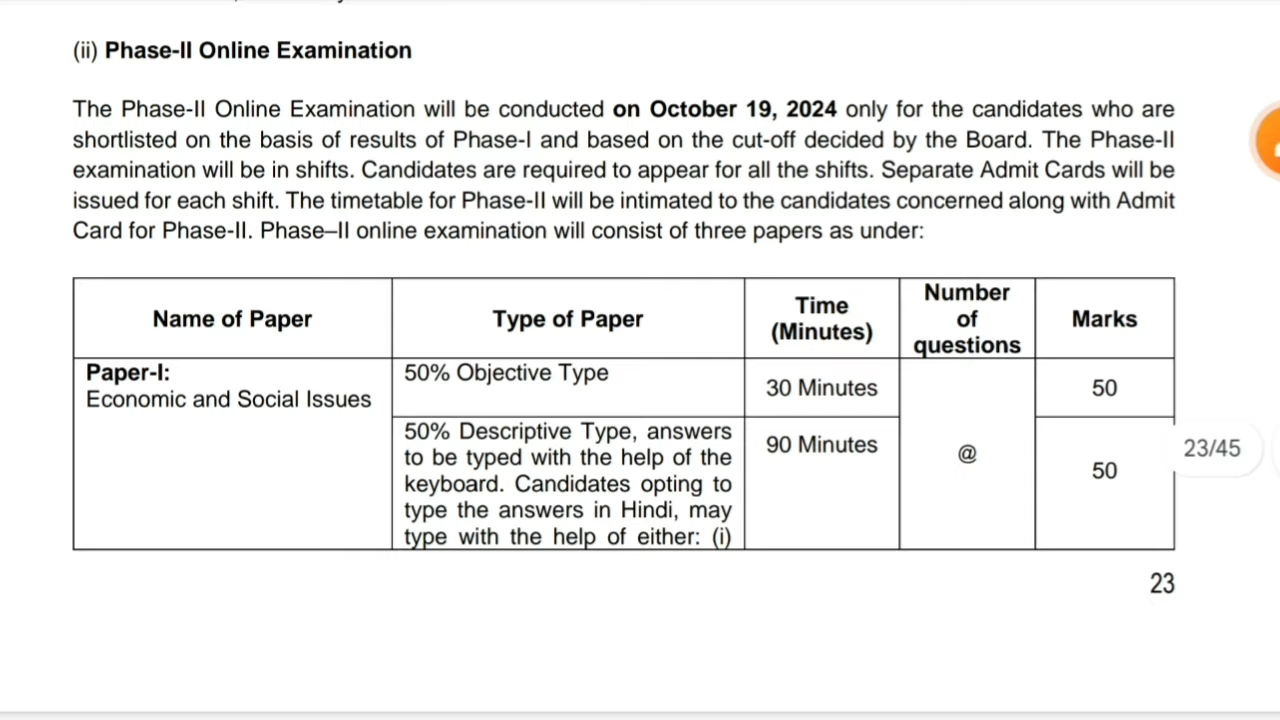 (ii) Phase-II Online Examination
The Phase-II Online Examination will be conducted on October 19, 2024 only for the candidates who are
shortlisted on the basis of results of Phase-I and based on the cut-off decided by the Board. The Phase-II
examination will be in shifts. Candidates are required to appear for all the shifts. Separate Admit Cards will be
issued for each shift. The timetable for Phase-II will be intimated to the candidates concerned along with Admit
Card for Phase-II. Phase–II online examination will consist of three papers as under:
Name of Paper
Type of Paper
Time
(Minutes)
Number
of
questions
Marks
Paper-I:
Economic and Social Issues
50% Objective Type
30 Minutes
@
50
50% Descriptive Type, answers
to be typed with the help of the
keyboard. Candidates opting to
type the answers in Hindi, may
type with the help of either: (i)
90 Minutes
50
23/45
23